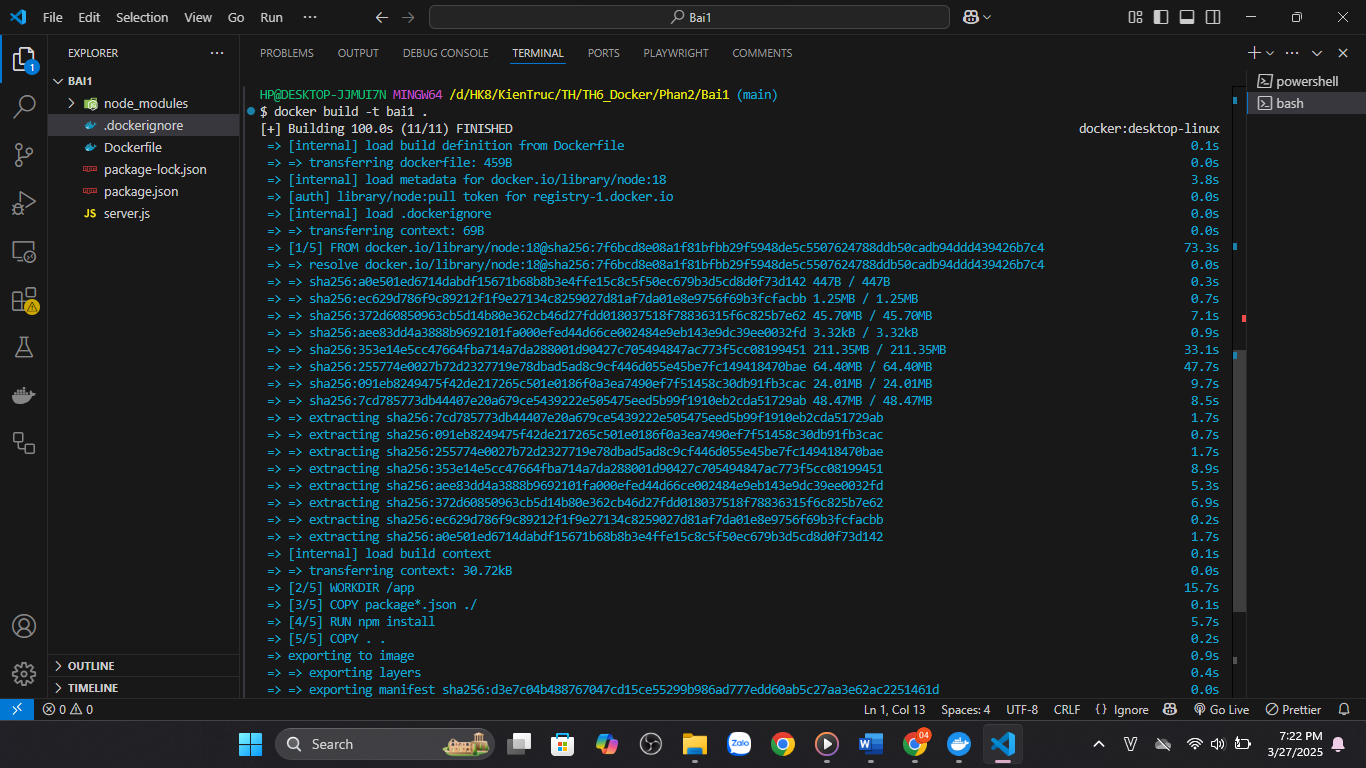 File Edit Selection View Go Run ··· Bai1
EXPLORER
BAI1
node_modules
.dockerignore
Dockerfile
package-lock.json
package.json
JS server.js
OUTLINE
TIMELINE
1
PROBLEMS OUTPUT DEBUG CONSOLE TERMINAL PORTS PLAYWRIGHT COMMENTS
powershell
bash
HP@DESKTOP-JJMUI7N MINGW64 /d/HK8/KienTruc/TH/TH6_Docker/Phan2/Bai1 (main)
$ docker build -t bai1 .
[+] Building 100.0s (11/11) FINISHED docker:desktop-linux
=> [internal] load build definition from Dockerfile 0.1s
=> => transferring dockerfile: 459B 0.0s
=> [internal] load metadata for docker.io/library/node:18 3.8s
=> [auth] library/node:pull token for registry-1.docker.io 0.0s
=> [internal] load .dockerignore 0.0s
=> => transferring context: 69B 0.0s
=> [1/5] FROM docker.io/library/node:18@sha256:7f6bcd8e08a1f81bfbb29f5948de5c5507624788ddb50cadb94ddd439426b7c4 73.3s
=> => resolve docker.io/library/node:18@sha256:7f6bcd8e08a1f81bfbb29f5948de5c5507624788ddb50cadb94ddd439426b7c4 0.0s
=> => sha256:a0e501ed6714dabdf15671b68b8b3e4ffe15c8c5f50ec679b3d5cd8d0f73d142 447B / 447B 0.3s
=> => sha256:ec629d786f9c89212f1f9e27134c8259027d81af7da01e8e9756f69b3fcfacbb 1.25MB / 1.25MB 0.7s
=> => sha256:372d60850963cb5d14b80e362cb46d27fdd018037518f78836315f6c825b7e62 45.70MB / 45.70MB 7.1s
=> => sha256:aee83dd4a3888b9692101fa000efed44d66ce002484e9eb143e9dc39ee0032fd 3.32kB / 3.32kB 0.9s
=> => sha256:353e14e5cc47664fba714a7da288001d90427c705494847ac773f5cc08199451 211.35MB / 211.35MB 33.1s
=> => sha256:255774e0027b72d2327719e78dbad5ad8c9cf446d055e45be7fc149418470bae 64.40MB / 64.40MB 47.7s
=> => sha256:091eb8249475f42de217265c501e0186f0a3ea7490ef7f51458c30db91fb3cac 24.01MB / 24.01MB 9.7s
=> => sha256:7cd785773db44407e20a679ce5439222e505475eed5b99f1910eb2cda51729ab 48.47MB / 48.47MB 8.5s
=> => extracting sha256:7cd785773db44407e20a679ce5439222e505475eed5b99f1910eb2cda51729ab 1.7s
=> => extracting sha256:091eb8249475f42de217265c501e0186f0a3ea7490ef7f51458c30db91fb3cac 0.7s
=> => extracting sha256:255774e0027b72d2327719e78dbad5ad8c9cf446d055e45be7fc149418470bae 1.7s
=> => extracting sha256:353e14e5cc47664fba714a7da288001d90427c705494847ac773f5cc08199451 8.9s
=> => extracting sha256:aee83dd4a3888b9692101fa000efed44d66ce002484e9eb143e9dc39ee0032fd 5.3s
=> => extracting sha256:372d60850963cb5d14b80e362cb46d27fdd018037518f78836315f6c825b7e62 6.9s
=> => extracting sha256:ec629d786f9c89212f1f9e27134c8259027d81af7da01e8e9756f69b3fcfacbb 0.2s
=> => extracting sha256:a0e501ed6714dabdf15671b68b8b3e4ffe15c8c5f50ec679b3d5cd8d0f73d142 1.7s
=> [internal] load build context 0.1s
=> => transferring context: 30.72kB 0.0s
=> [2/5] WORKDIR /app 15.7s
=> [3/5] COPY package*.json ./ 0.1s
=> [4/5] RUN npm install 5.7s
=> [5/5] COPY . . 0.2s
=> exporting to image 0.9s
=> => exporting layers 0.4s
=> => exporting manifest sha256:d3e7c04b488767047cd15ce55299b986ad777edd60ab5c27aa3e62ac2251461d 0.0s
0 0 Ln 1, Col 13 Spaces: 4 UTF-8 CRLF {} Ignore Go Live Prettier
Search Zalo 04 V 7:22 PM
3/27/2025